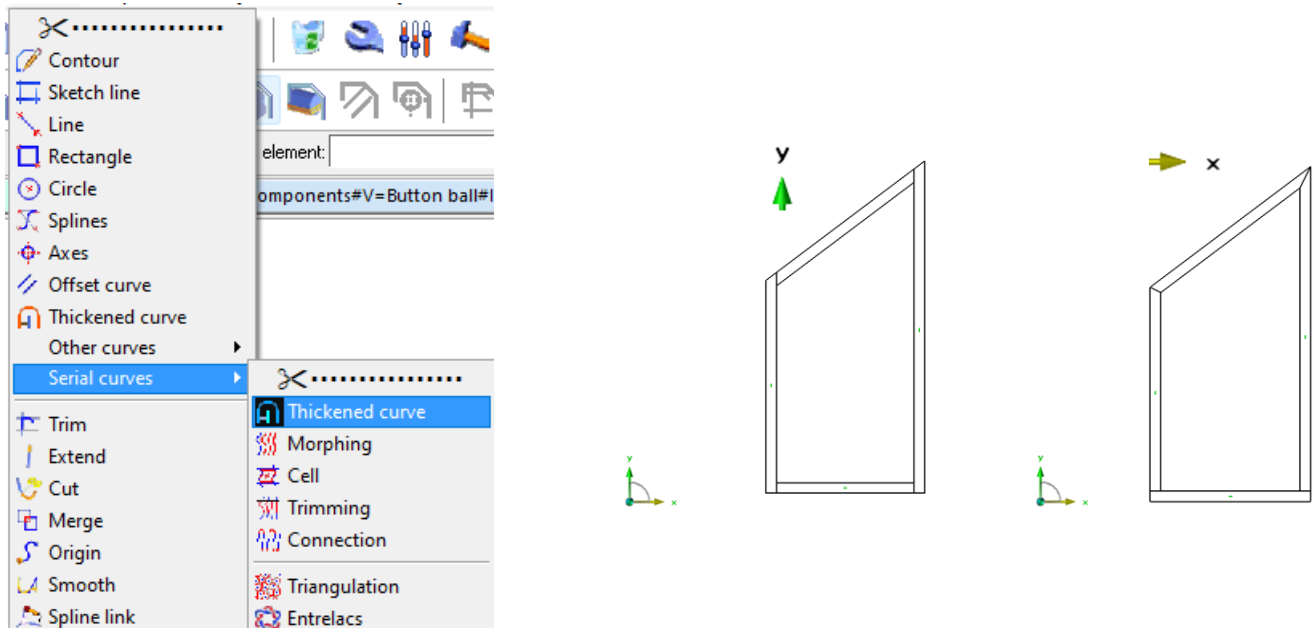 Contour
Sketch line
Line
Rectangle
element:
Circle
omponents#V=Button ball#I
Splines
Axes
Offset curve
Thickened curve
Other curves
Serial curves
Thickened curve
Trim
Morphing
Extend
Cell
Cut
Trimming
Merge
Connection
Origin
Smooth
Triangulation
Spline link
Entrelacs
y
x
y
x
y
x